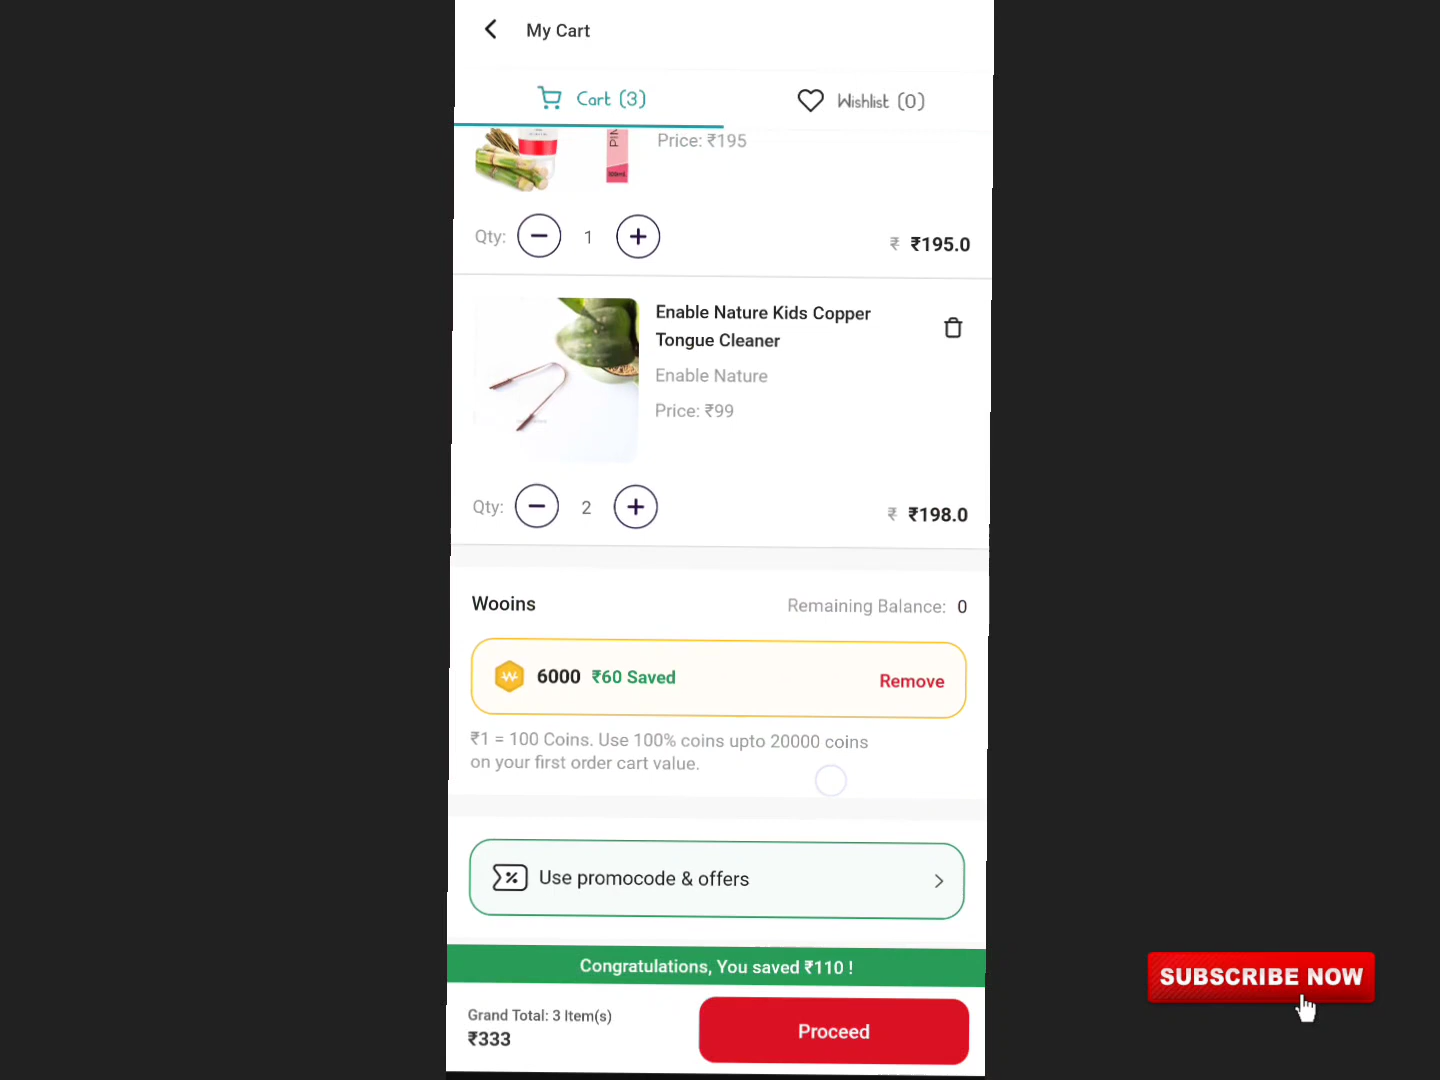 My Cart
Cart (3)
Wishlist (0)
Price: ₹195
Qty: 1
₹ ₹195.0
Enable Nature Kids Copper
Tongue Cleaner
Enable Nature
Price: ₹99
Qty: 2
₹ ₹198.0
Wooins
Remaining Balance: 0
6000 ₹60 Saved
Remove
₹1 = 100 Coins. Use 100% coins upto 20000 coins
on your first order cart value.
Use promocode & offers
Congratulations, You saved ₹110 !
Grand Total: 3 Item(s)
₹333
Proceed
SUBSCRIBE NOW